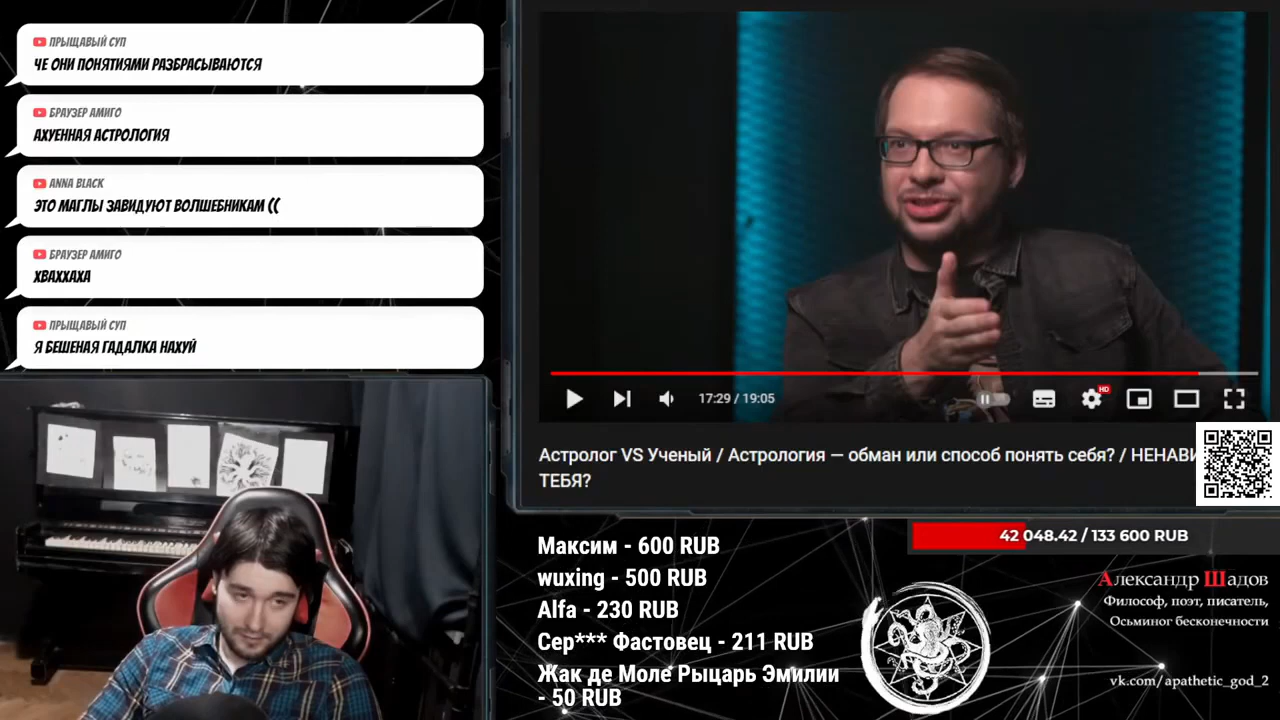 ПРЫЩАВЫЙ СУП
ЧЕ ОНИ ПОНЯТИЯМИ РАЗБРАСЫВАЮТСЯ
БРАУЗЕР АМИГО
АХУЕННАЯ АСТРОЛОГИЯ
ANNA BLACK
ЭТО МАГЛЫ ЗАВИДУЮТ ВОЛШЕБНИКАМ ((
БРАУЗЕР АМИГО
ХВАХХАХА
ПРЫЩАВЫЙ СУП
Я БЕШЕНАЯ ГАДАЛКА НАХУЙ
17:29 / 19:05
HD
Астролог VS Ученый / Астрология — обман или способ понять себя? /
ТЕБЯ?
42 048.42 / 133 600 RUB
Максим - 600 RUB
wuxing - 500 RUB
Alfa - 230 RUB
Сер*** Фастовец - 211 RUB
Жак де Моле Рыцарь Эмилии
- 50 RUB
Александр Шадов
Философ, поэт, писатель,
Осьминог бесконечности
vk.com/apathetic_god_2